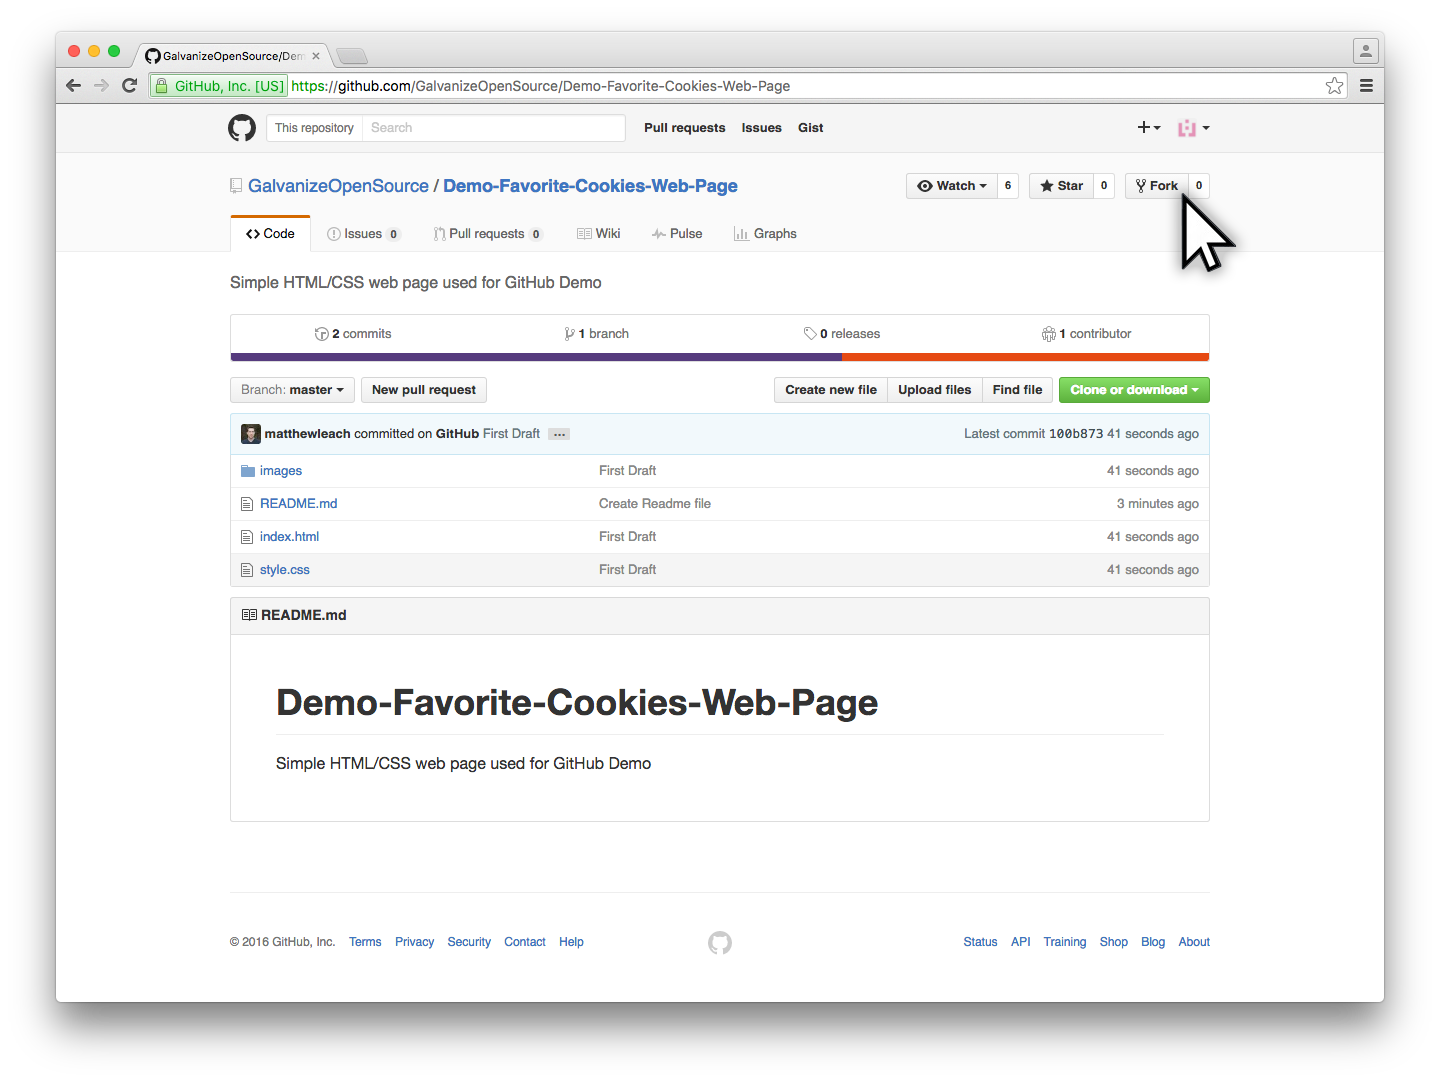 GalvanizeOpenSource/Dem
GitHub, Inc. [US] https://github.com/GalvanizeOpenSource/Demo-Favorite-Cookies-Web-Page
This repository Search Pull requests Issues Gist
GalvanizeOpenSource / Demo-Favorite-Cookies-Web-Page Watch 6 Star 0 Fork 0
Code Issues 0 Pull requests 0 Wiki Pulse Graphs
Simple HTML/CSS web page used for GitHub Demo
2 commits 1 branch 0 releases 1 contributor
Branch: master New pull request Create new file Upload files Find file Clone or download
matthewleach committed on GitHub First Draft ... Latest commit 100b873 41 seconds ago
images First Draft 41 seconds ago
README.md Create Readme file 3 minutes ago
index.html First Draft 41 seconds ago
style.css First Draft 41 seconds ago
README.md
Demo-Favorite-Cookies-Web-Page
Simple HTML/CSS web page used for GitHub Demo
© 2016 GitHub, Inc. Terms Privacy Security Contact Help Status API Training Shop Blog About